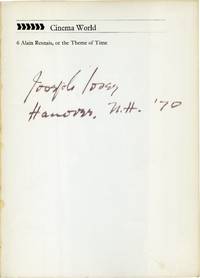 Cinema World
6 Alain Resnais, or the Theme of Time
Joseph Losey
Hanover, N.H. '70